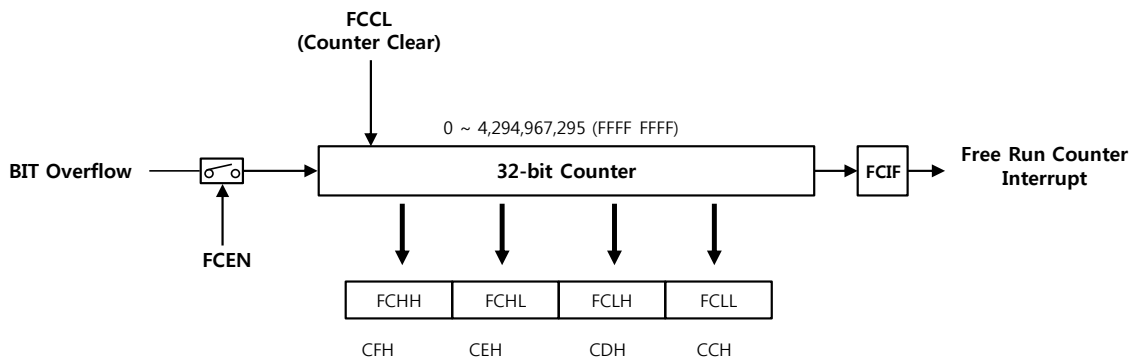 FCCL
(Counter Clear)
0 ~ 4,294,967,295 (FFFF FFFF)
BIT Overflow
32-bit Counter
FCIF
Free Run Counter
Interrupt
FCEN
FCHH FCHL FCLH FCLL
CFH CEH CDH CCH